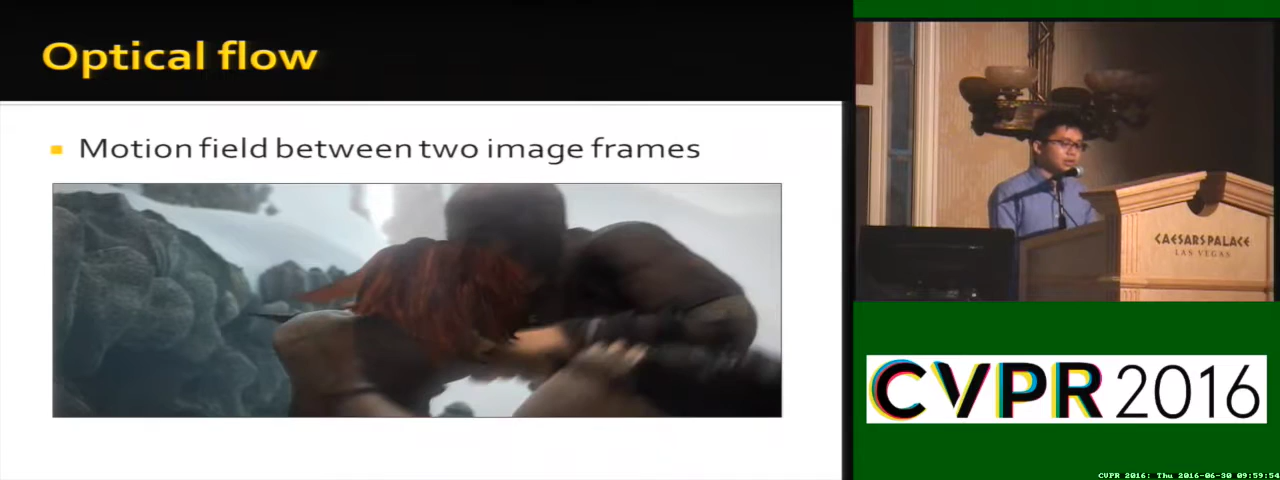 Optical flow
Motion field between two image frames
CAESARS PALACE
LAS VEGAS
CVPR 2016
CVPR 2016: Thu 2016-06-30 09:59:54